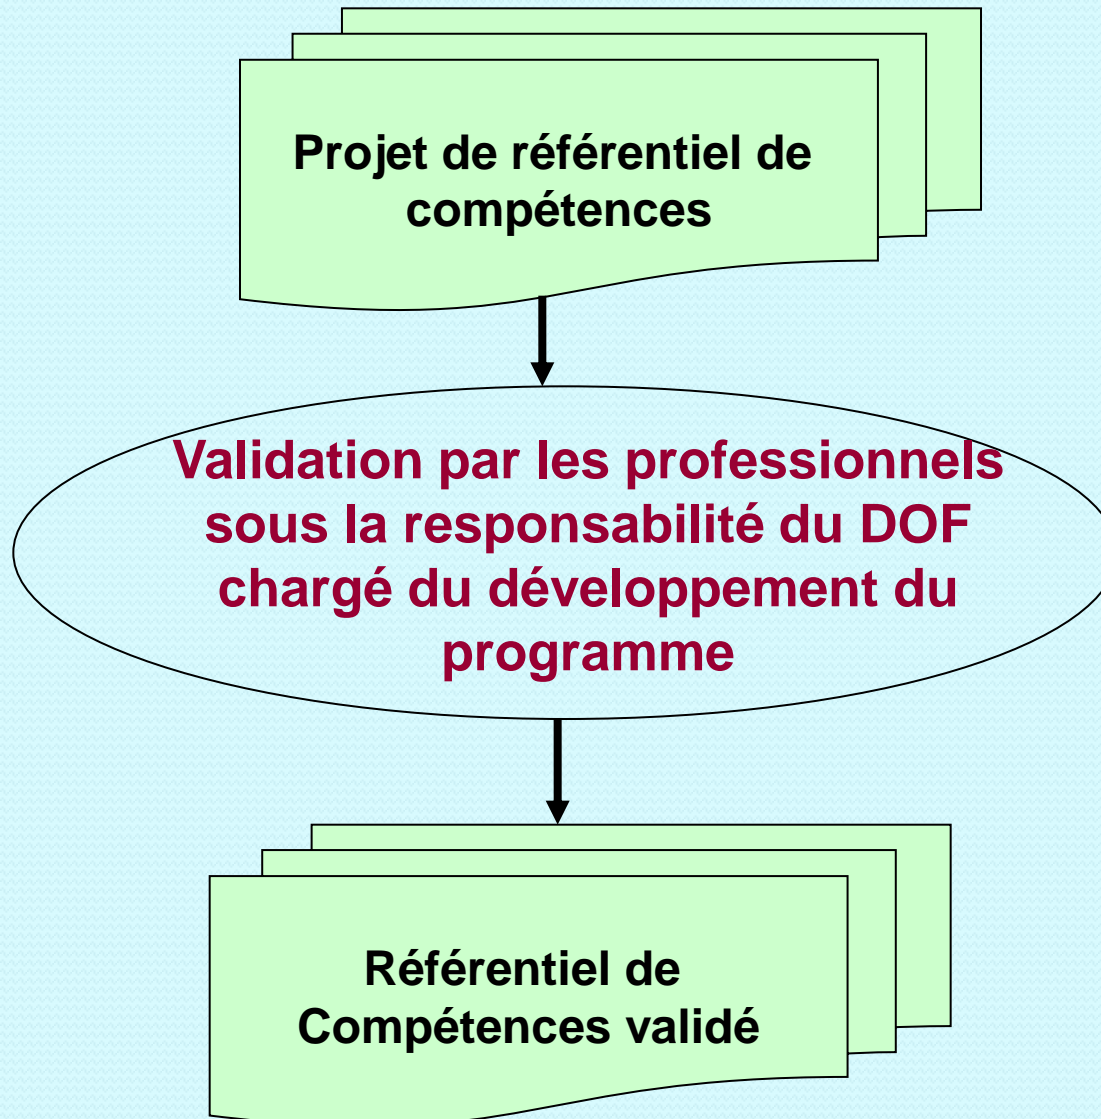 Projet de référentiel de
compétences
Validation par les professionnels
sous la responsabilité du DOF
chargé du développement du
programme
Référentiel de
Compétences validé